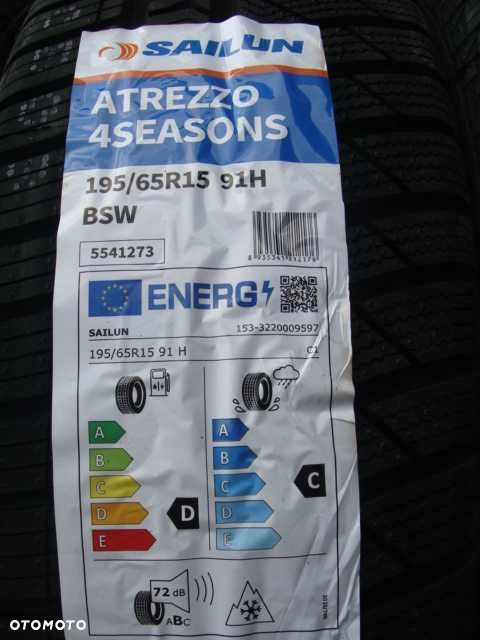 SAILUN
ATREZZO
4SEASONS
195/65R15 91H
BSW
5541273
ENERG
SAILUN 153-3220009597
195/65R15 91 H C1
A A
B B
C C C
D D D
E E
72 dB
ABC
OTOMOTO